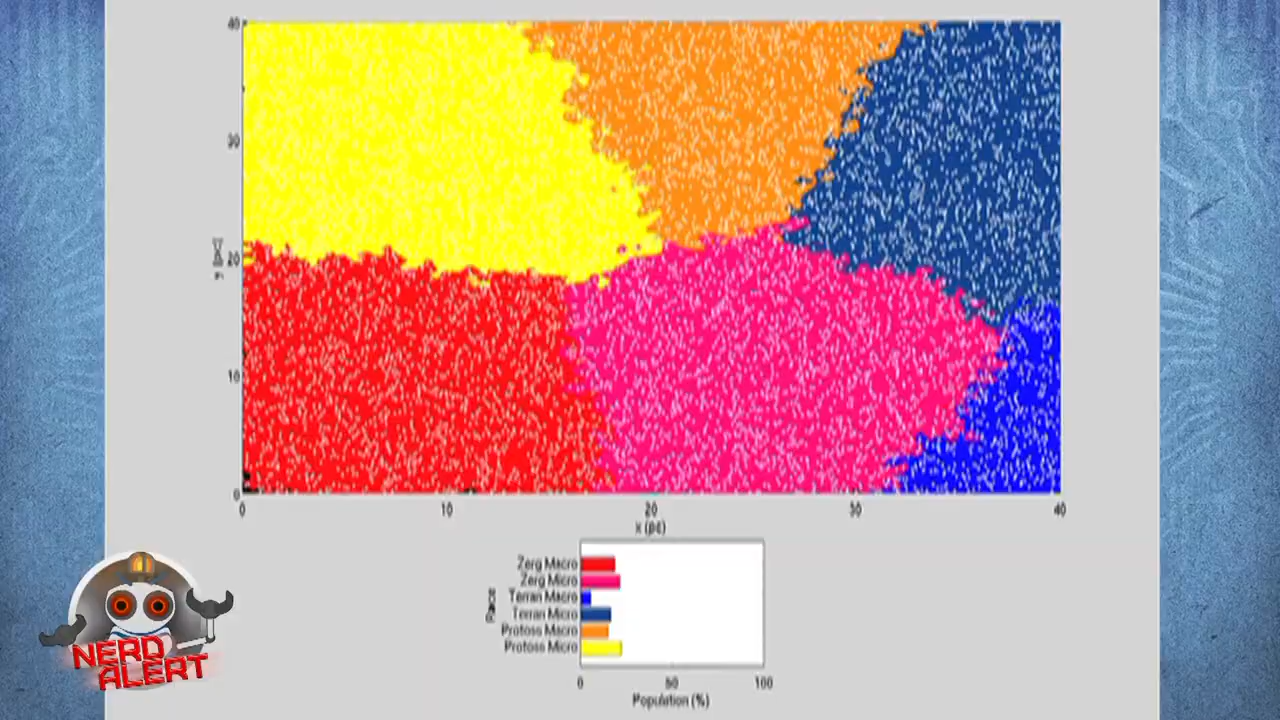 40
30
20
10
0
y [pc]
0 10 20 30 40
x (pc)
Zerg Macro
Zerg Micro
Terran Macro
Terran Micro
Protoss Macro
Protoss Micro
Race
0 50 100
Population (%)
NERD
ALERT